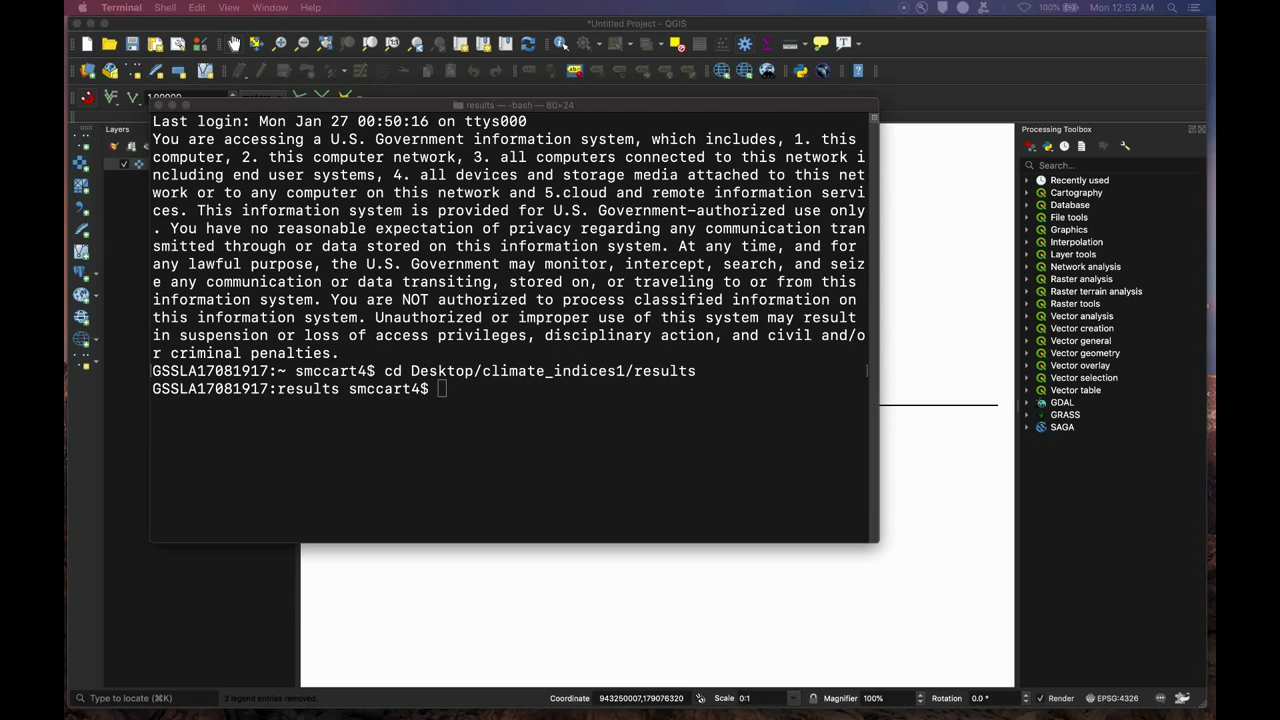 Terminal Shell Edit View Window Help
100% Mon 12:53 AM
*Untitled Project - QGIS
1.00000
results — -bash — 80×24
Last login: Mon Jan 27 00:50:16 on ttys000
You are accessing a U.S. Government information system, which includes, 1. this
computer, 2. this computer network, 3. all computers connected to this network i
ncluding end user systems, 4. all devices and storage media attached to this net
work or to any computer on this network and 5.cloud and remote information servi
ces. This information system is provided for U.S. Government-authorized use only
. You have no reasonable expectation of privacy regarding any communication tran
smitted through or data stored on this information system. At any time, and for
any lawful purpose, the U.S. Government may monitor, intercept, search, and seiz
e any communication or data transiting, stored on, or traveling to or from this
information system. You are NOT authorized to process classified information on
this information system. Unauthorized or improper use of this system may result
in suspension or loss of access privileges, disciplinary action, and civil and/o
r criminal penalties.
GSSLA17081917:~ smccart4$ cd Desktop/climate_indices1/results
GSSLA17081917:results smccart4$
Layers
Processing Toolbox
Search...
Recently used
Cartography
Database
File tools
Graphics
Interpolation
Layer tools
Network analysis
Raster analysis
Raster terrain analysis
Raster tools
Vector analysis
Vector creation
Vector general
Vector geometry
Vector overlay
Vector selection
Vector table
GDAL
GRASS
SAGA
Type to locate (⌘K)
2 legend entries removed.
Coordinate 943250007,179076320
Scale 0:1
Magnifier 100%
Rotation 0.0 °
Render
EPSG:4326